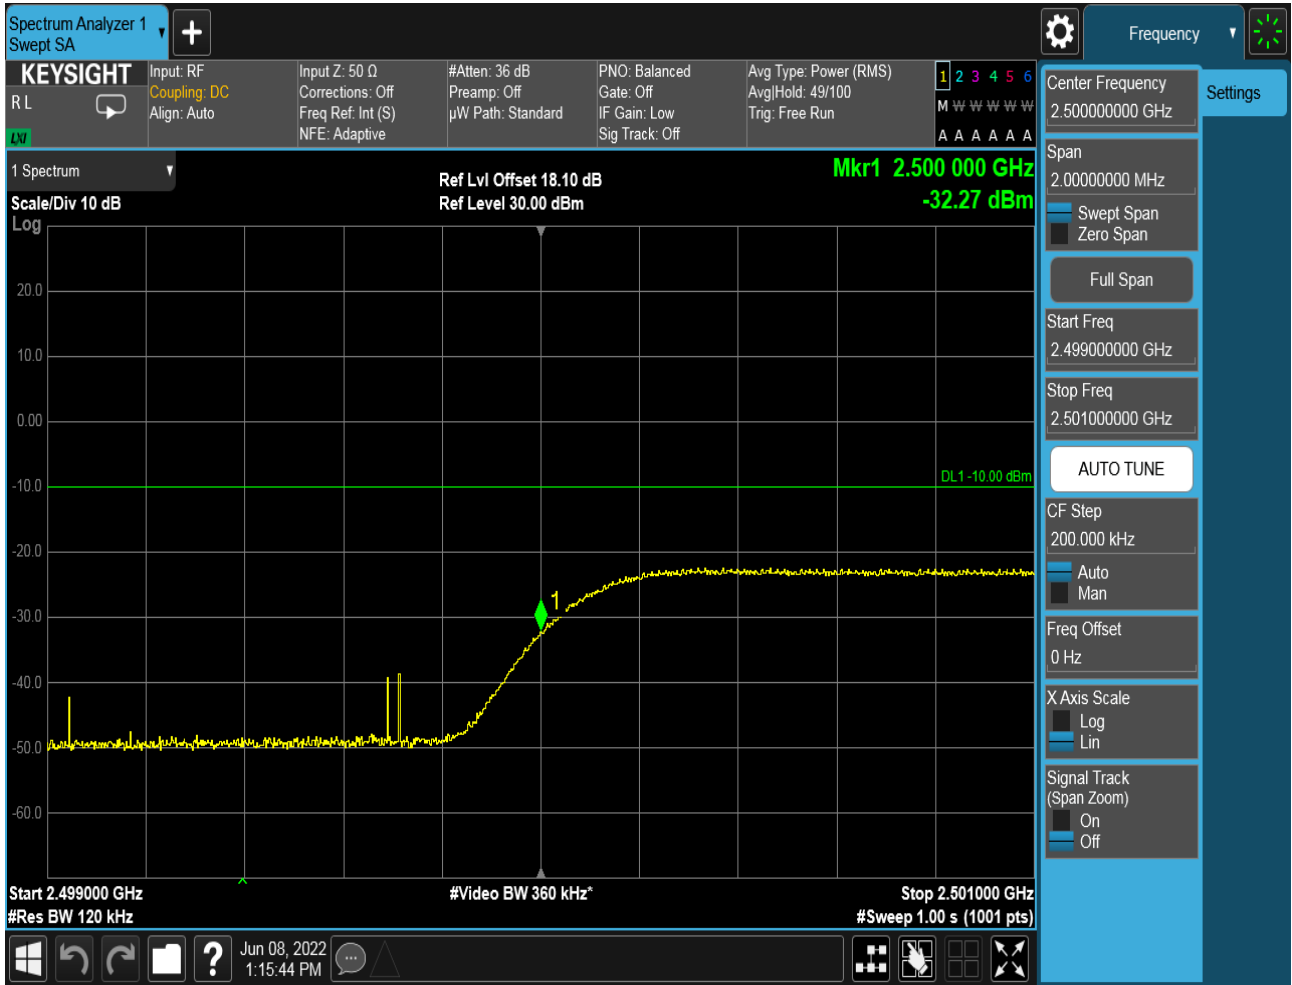 Spectrum Analyzer 1
Swept SA
Frequency
KEYSIGHT
R L
LXI
Input: RF
Coupling: DC
Align: Auto
Input Z: 50 Ω
Corrections: Off
Freq Ref: Int (S)
NFE: Adaptive
#Atten: 36 dB
Preamp: Off
µW Path: Standard
PNO: Balanced
Gate: Off
IF Gain: Low
Sig Track: Off
Avg Type: Power (RMS)
Avg|Hold: 49/100
Trig: Free Run
1 2 3 4 5 6
M W W W W W
A A A A A A
1 Spectrum
Scale/Div 10 dB
Log
Ref Lvl Offset 18.10 dB
Ref Level 30.00 dBm
Mkr1 2.500 000 GHz
-32.27 dBm
20.0
10.0
0.00
-10.0
-20.0
-30.0
-40.0
-50.0
-60.0
DL1 -10.00 dBm
1
Start 2.499000 GHz
#Res BW 120 kHz
#Video BW 360 kHz*
Stop 2.501000 GHz
#Sweep 1.00 s (1001 pts)
Jun 08, 2022
1:15:44 PM
Center Frequency
2.500000000 GHz
Settings
Span
2.00000000 MHz
Swept Span
Zero Span
Full Span
Start Freq
2.499000000 GHz
Stop Freq
2.501000000 GHz
AUTO TUNE
CF Step
200.000 kHz
Auto
Man
Freq Offset
0 Hz
X Axis Scale
Log
Lin
Signal Track
(Span Zoom)
On
Off